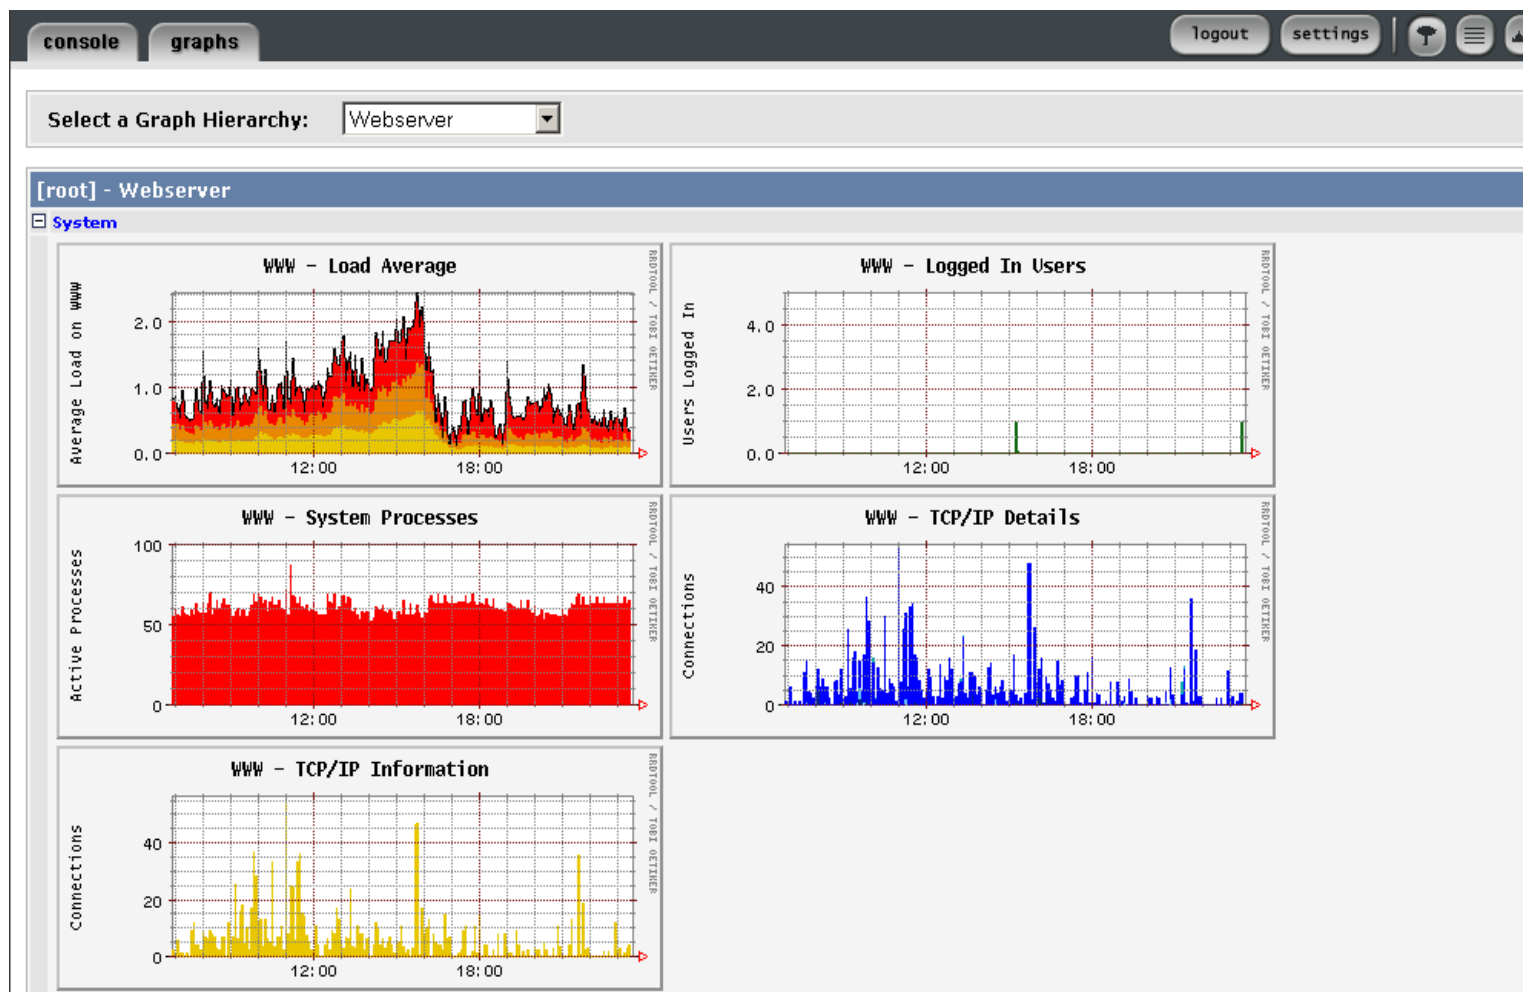 console graphs logout settings
Select a Graph Hierarchy: Webserver
[root] - Webserver
System
WWW - Load Average
Average Load on WWW
2.0
1.0
0.0
12:00 18:00
RRDTOOL / TOBI OETIKER
WWW - Logged In Users
Users Logged In
4.0
2.0
0.0
12:00 18:00
RRDTOOL / TOBI OETIKER
WWW - System Processes
Active Processes
100
50
0
12:00 18:00
RRDTOOL / TOBI OETIKER
WWW - TCP/IP Details
Connections
40
20
0
12:00 18:00
RRDTOOL / TOBI OETIKER
WWW - TCP/IP Information
Connections
40
20
0
12:00 18:00
RRDTOOL / TOBI OETIKER